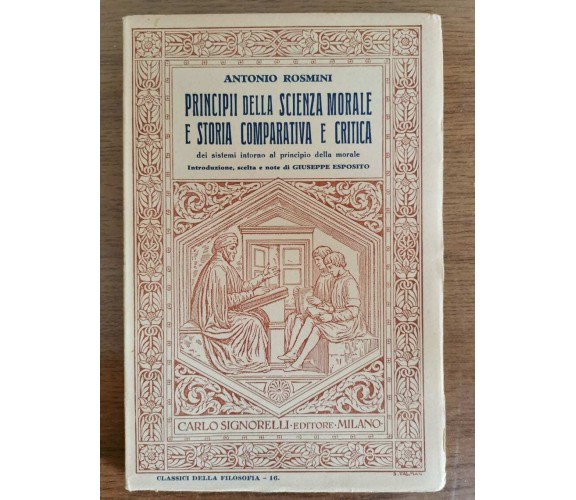 ANTONIO ROSMINI
PRINCIPII DELLA SCIENZA MORALE
E STORIA COMPARATIVA E CRITICA
dei sistemi intorno al principio della morale
Introduzione, scelta e note di GIUSEPPE ESPOSITO
CARLO SIGNORELLI·EDITORE·MILANO
CLASSICI DELLA FILOSOFIA - 16.